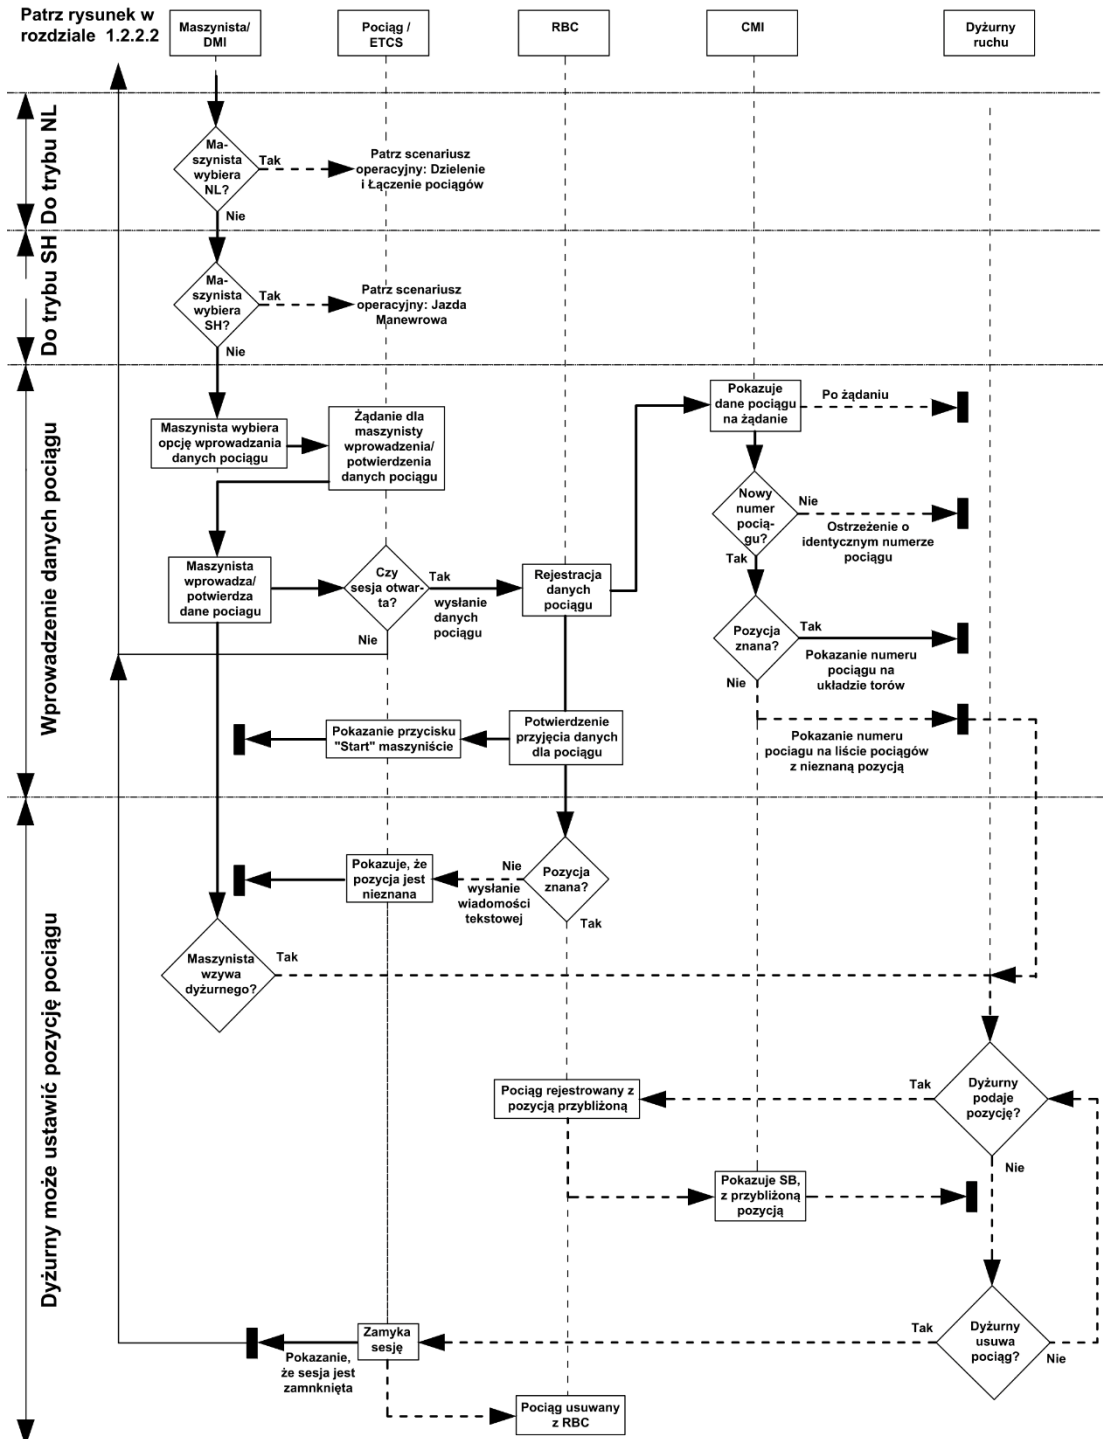 Patrz rysunek w
rozdziale 1.2.2.2
Maszynista/
DMI
Pociąg /
ETCS
RBC
CMI
Dyżurny
ruchu
Do trybu NL
Ma-
szynista
wybiera
NL?
Tak
Patrz scenariusz
operacyjny: Dzielenie
i Łączenie pociągów
Nie
Do trybu SH
Ma-
szynista
wybiera
SH?
Tak
Patrz scenariusz
operacyjny: Jazda
Manewrowa
Nie
Wprowadzenie danych pociągu
Maszynista wybiera
opcję wprowadzania
danych pociągu
Żądanie dla
maszynisty
wprowadzenia/
potwierdzenia
danych pociągu
Pokazuje
dane pociągu
na żądanie
Po żądaniu
Nowy
numer
pocią-
gu?
Nie
Ostrzeżenie o
identycznym numerze
pociągu
Tak
Maszynista
wprowadza/
potwierdza
dane pociagu
Czy
sesja otwar-
ta?
Tak
wysłanie
danych
pociągu
Nie
Rejestracja
danych
pociągu
Pozycja
znana?
Tak
Pokazanie numeru
pociągu na
układzie torów
Nie
Pokazanie przycisku
"Start" maszyniście
Potwierdzenie
przyjęcia danych
dla pociągu
Pokazanie numeru
pociagu na liście pociągów
z nieznaną pozycją
Dyżurny może ustawić pozycję pociągu
Pokazuje, że
pozycja jest
nieznana
Nie
wysłanie
wiadomości
tekstowej
Pozycja
znana?
Tak
Maszynista
wzywa
dyżurnego?
Tak
Pociąg rejestrowany z
pozycją przybliżoną
Tak
Dyżurny
podaje
pozycję?
Nie
Pokazuje SB,
z przybliżoną
pozycją
Zamyka
sesję
Pokazanie,
że sesja jest
zamnknięta
Tak
Dyżurny
usuwa
pociąg?
Nie
Pociąg usuwany
z RBC